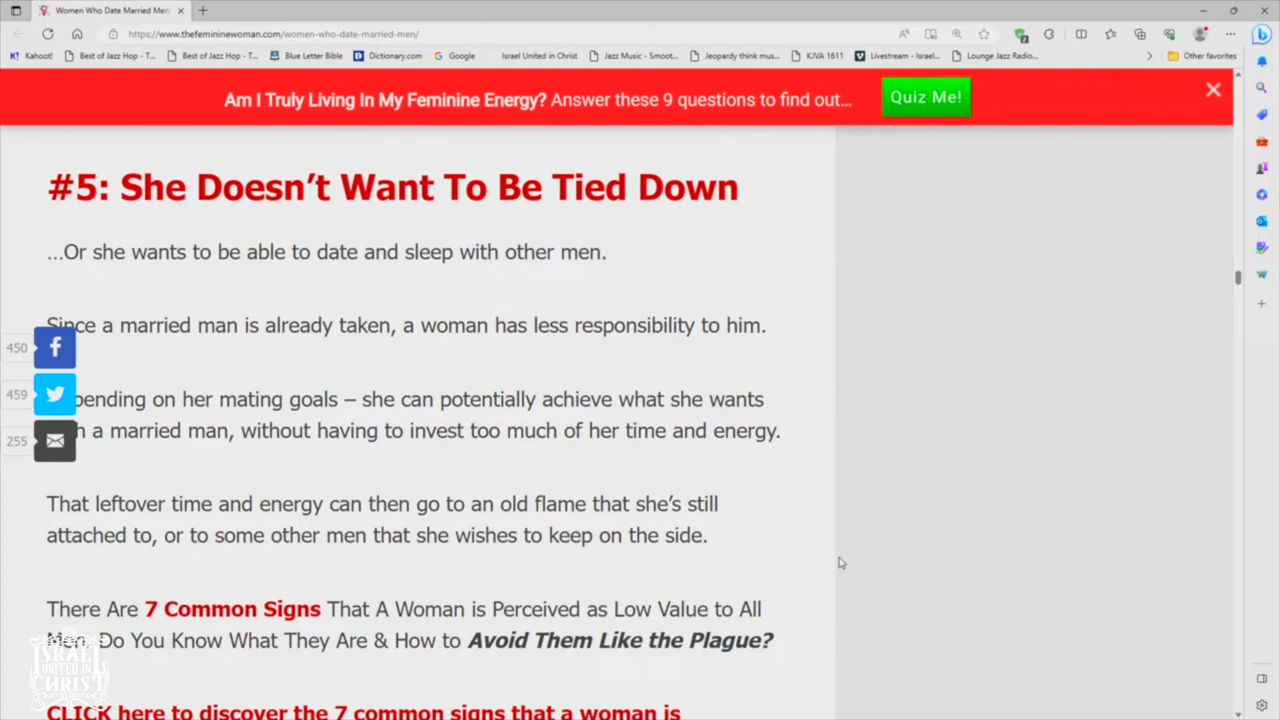 Women Who Date Married Men
https://www.thefemininewoman.com/women-who-date-married-men/
Kahoot!
Best of Jazz Hop - T...
Best of Jazz Hop - T...
Blue Letter Bible
Dictionary.com
Google
Israel United in Christ
Jazz Music - Smoot...
Jeopardy think mus...
KJVA 1611
Livestream - Israel...
Lounge Jazz Radio...
Other favorites
Am I Truly Living In My Feminine Energy? Answer these 9 questions to find out...
Quiz Me!
#5: She Doesn't Want To Be Tied Down
...Or she wants to be able to date and sleep with other men.
Since a married man is already taken, a woman has less responsibility to him.
450
459
pending on her mating goals – she can potentially achieve what she wants
a married man, without having to invest too much of her time and energy.
255
That leftover time and energy can then go to an old flame that she's still
attached to, or to some other men that she wishes to keep on the side.
There Are 7 Common Signs That A Woman is Perceived as Low Value to All
Men. Do You Know What They Are & How to Avoid Them Like the Plague?
ISRAEL
UNITED IN
CHRIST
CLICK here to discover the 7 common signs that a woman is